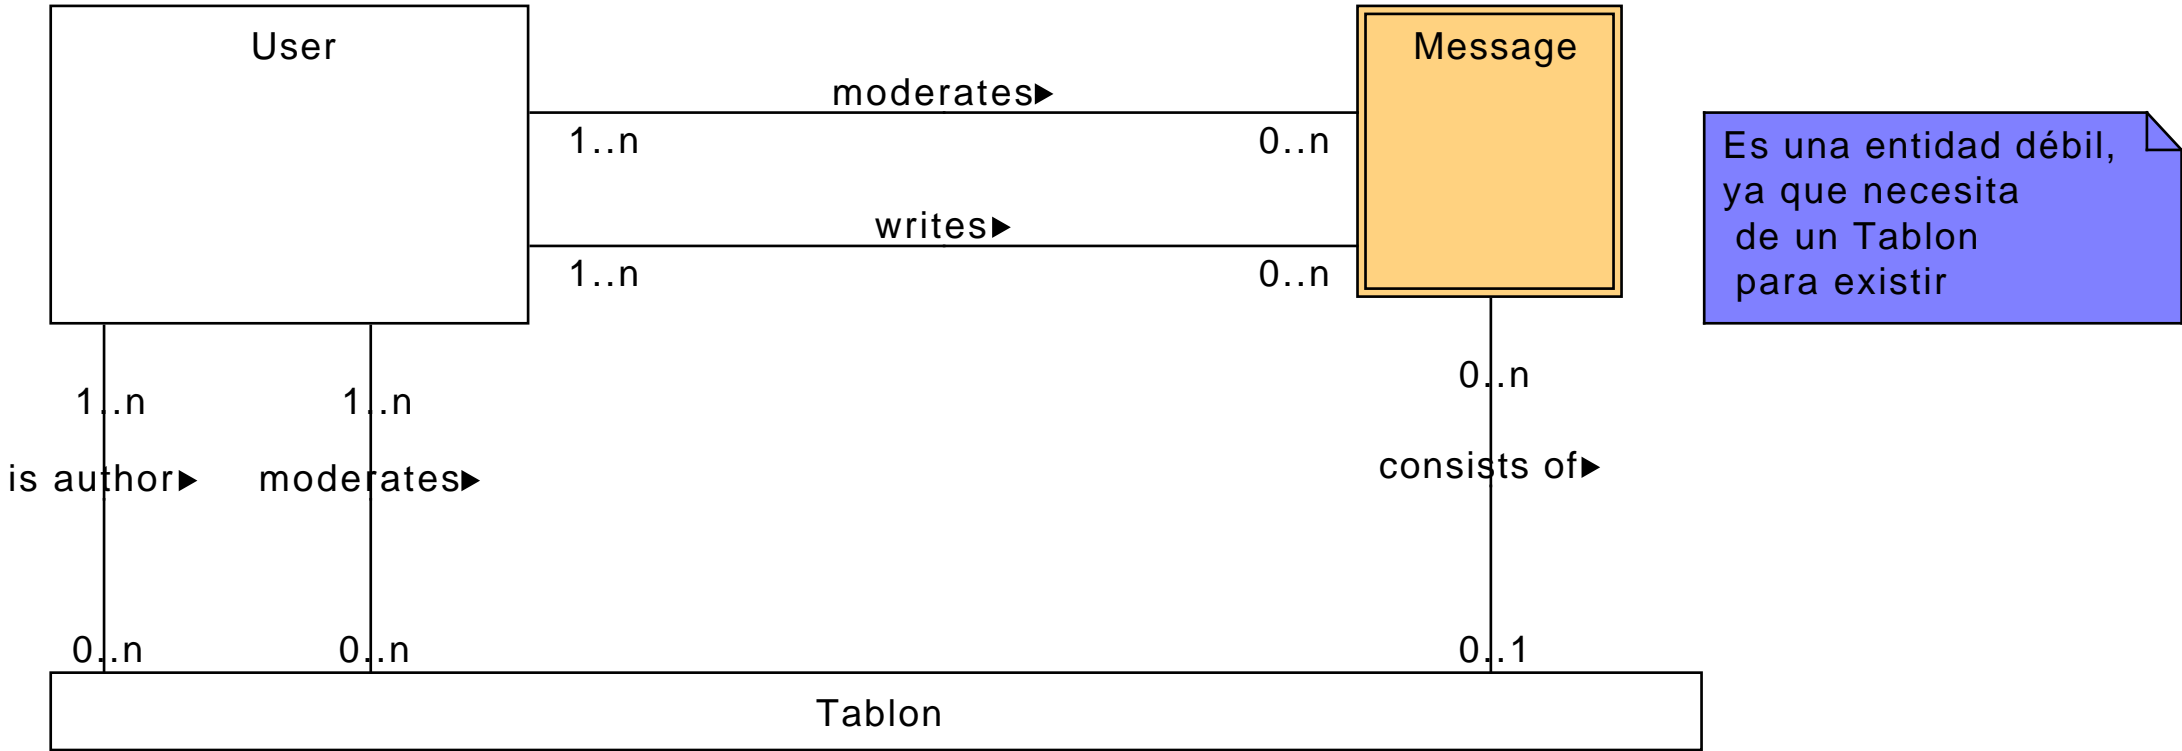 User
Message
moderates▶
1..n
0..n
Es una entidad débil,
ya que necesita
de un Tablon
para existir
writes▶
1..n
0..n
0..n
1..n
1..n
consists of▶
is author▶
moderates▶
0..n
0..n
0..1
Tablon